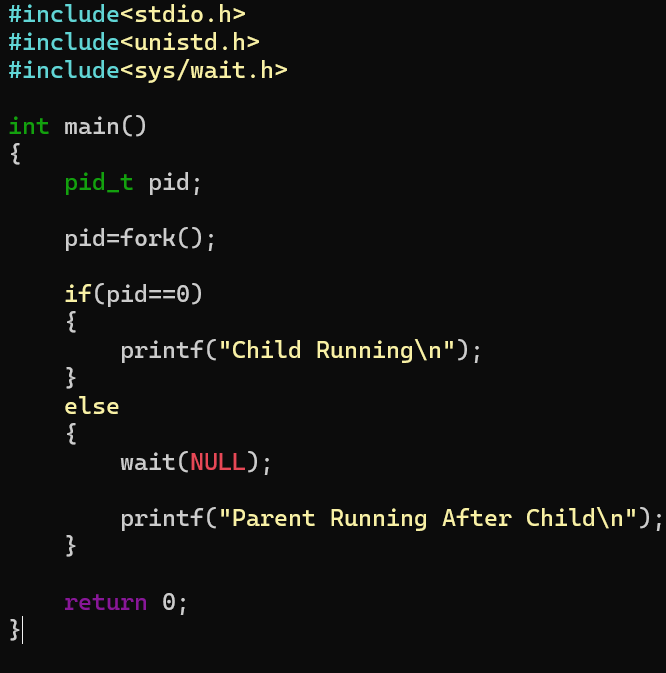 #include<stdio.h>
#include<unistd.h>
#include<sys/wait.h>

int main()
{
    pid_t pid;

    pid=fork();

    if(pid==0)
    {
        printf("Child Running\n");
    }
    else
    {
        wait(NULL);

        printf("Parent Running After Child\n");
    }

    return 0;
}